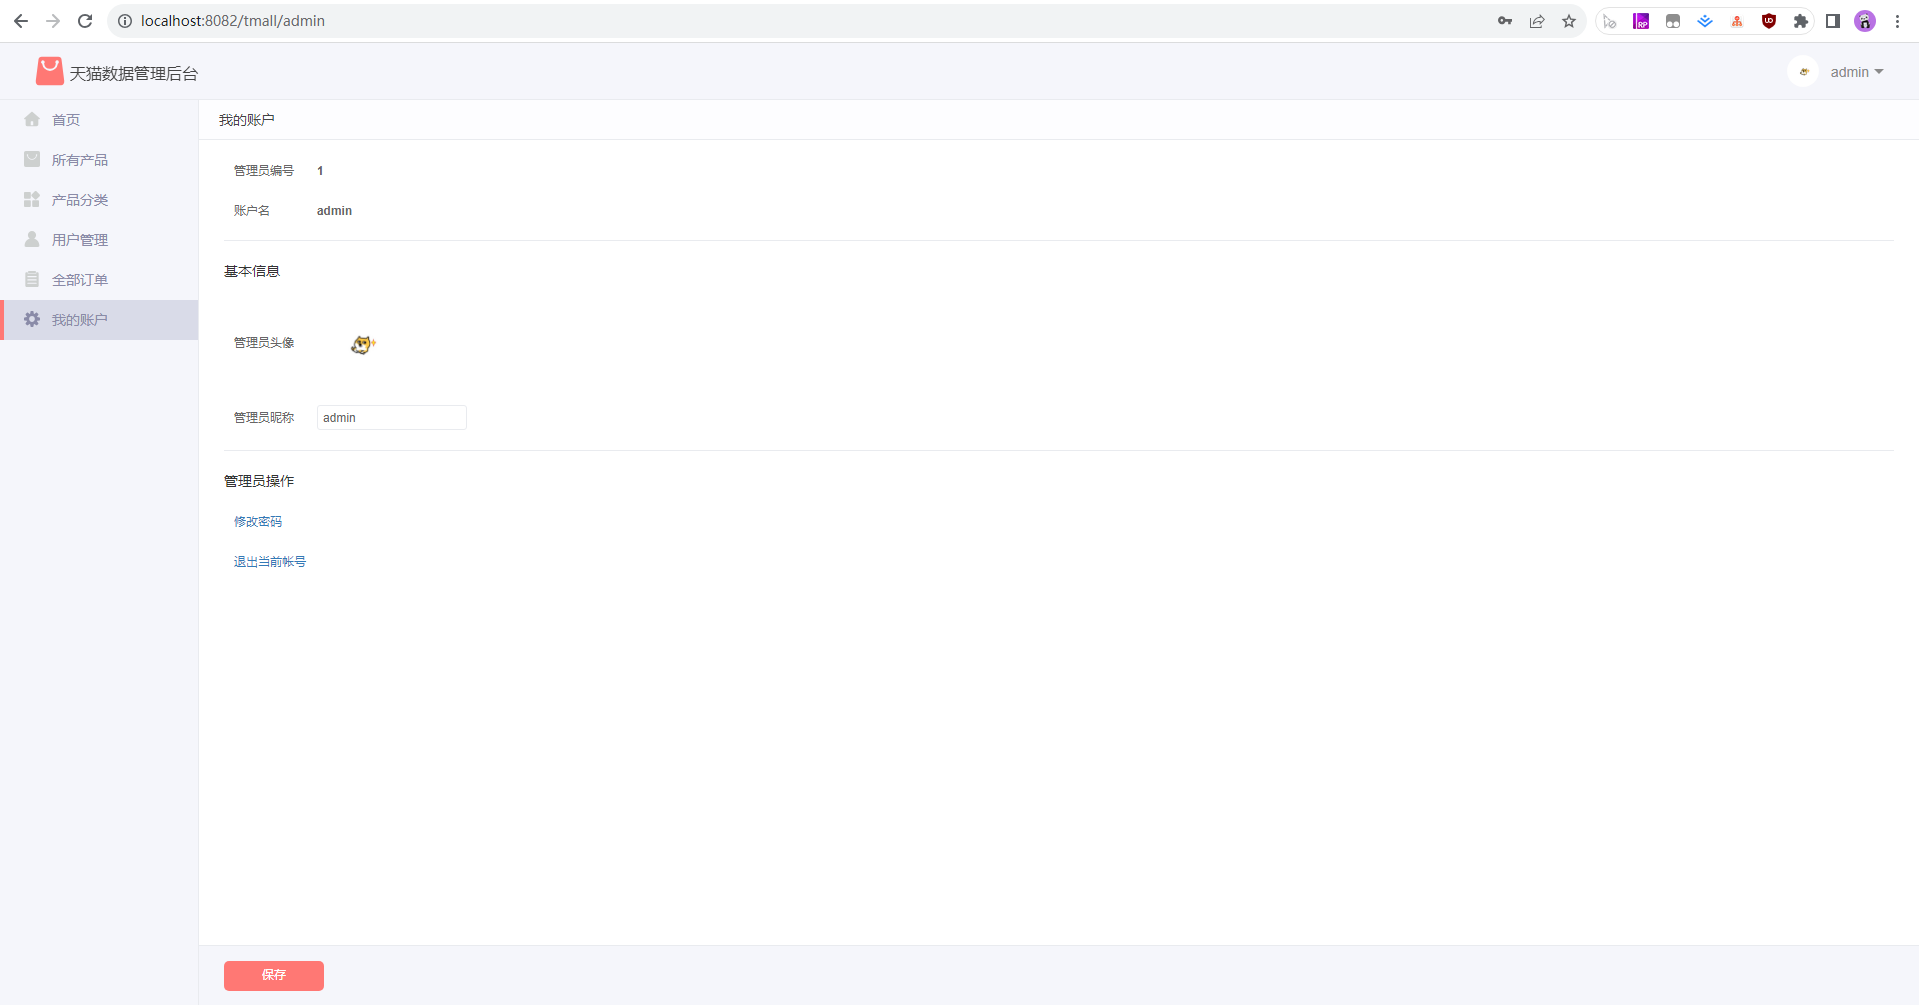 localhost:8082/tmall/admin
天猫数据管理后台
admin
首页
所有产品
产品分类
用户管理
全部订单
我的账户
我的账户
管理员编号 1
账户名 admin
基本信息
管理员头像
管理员昵称 admin
管理员操作
修改密码
退出当前帐号
保存